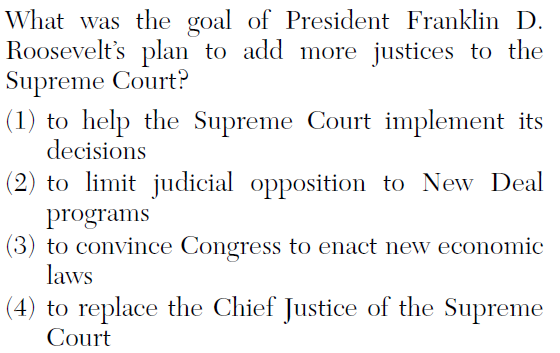 What was the goal of President Franklin D.
Roosevelt's plan to add more justices to the
Supreme Court?
(1) to help the Supreme Court implement its
decisions
(2) to limit judicial opposition to New Deal
programs
(3) to convince Congress to enact new economic
laws
(4) to replace the Chief Justice of the Supreme
Court